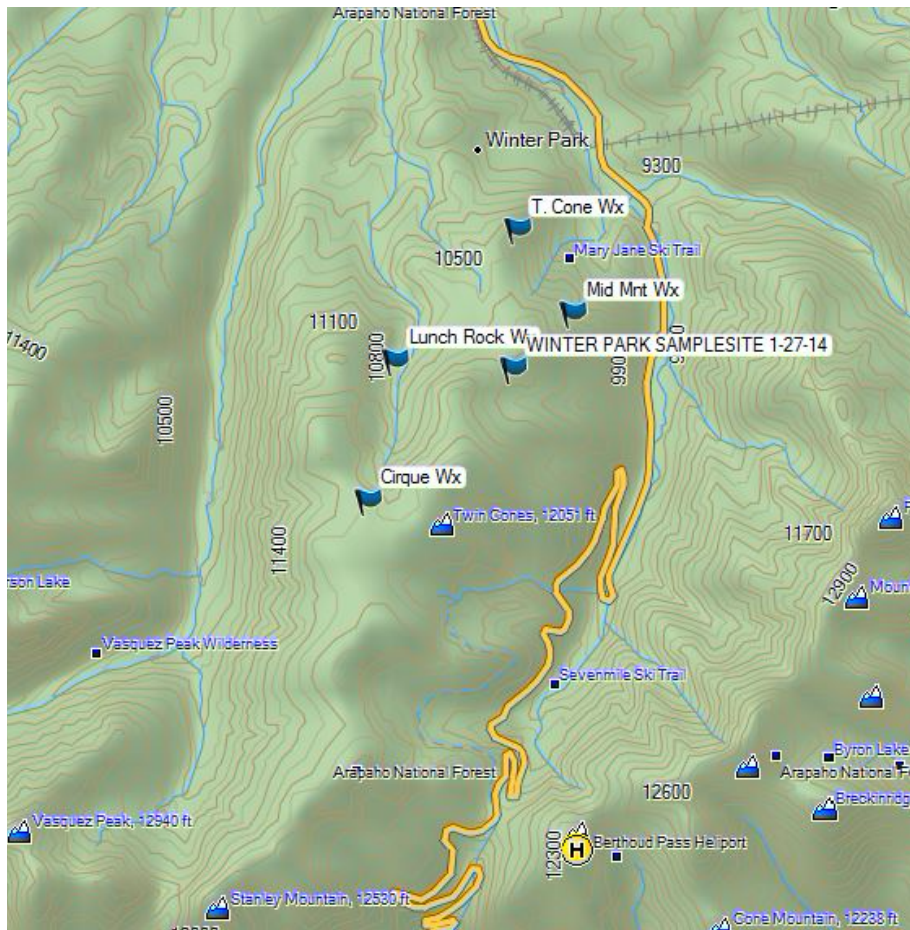 Arapaho National Forest
Winter Park
9300
T. Cone Wx
Mary Jane Ski Trail
10500
Mid Mnt Wx
11100
11400
Lunch Rock W
WINTER PARK SAMPLESITE 1-27-14
10800
10500
Cirque Wx
Twin Cones, 12051 ft
11700
11400
12900
Lake
Vasquez Peak Wilderness
Sevenmile Ski Trail
Byron Lake
Arapaho National Forest
Arapaho National F
12600
Vasquez Peak, 12940 ft
12300
H
Berthoud Pass Heliport
Stanley Mountain, 12530 ft
Cone Mountain, 12238 ft